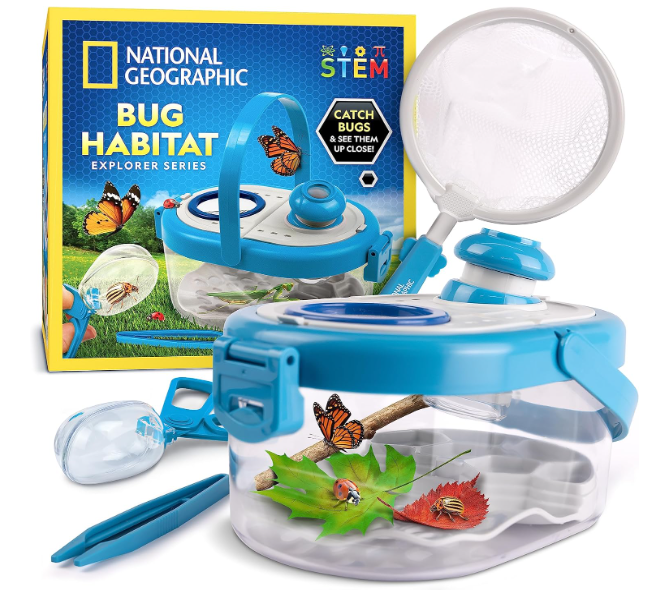 NATIONAL
GEOGRAPHIC
STEM
BUG
HABITAT
EXPLORER SERIES
CATCH
BUGS
& SEE THEM
UP CLOSE!